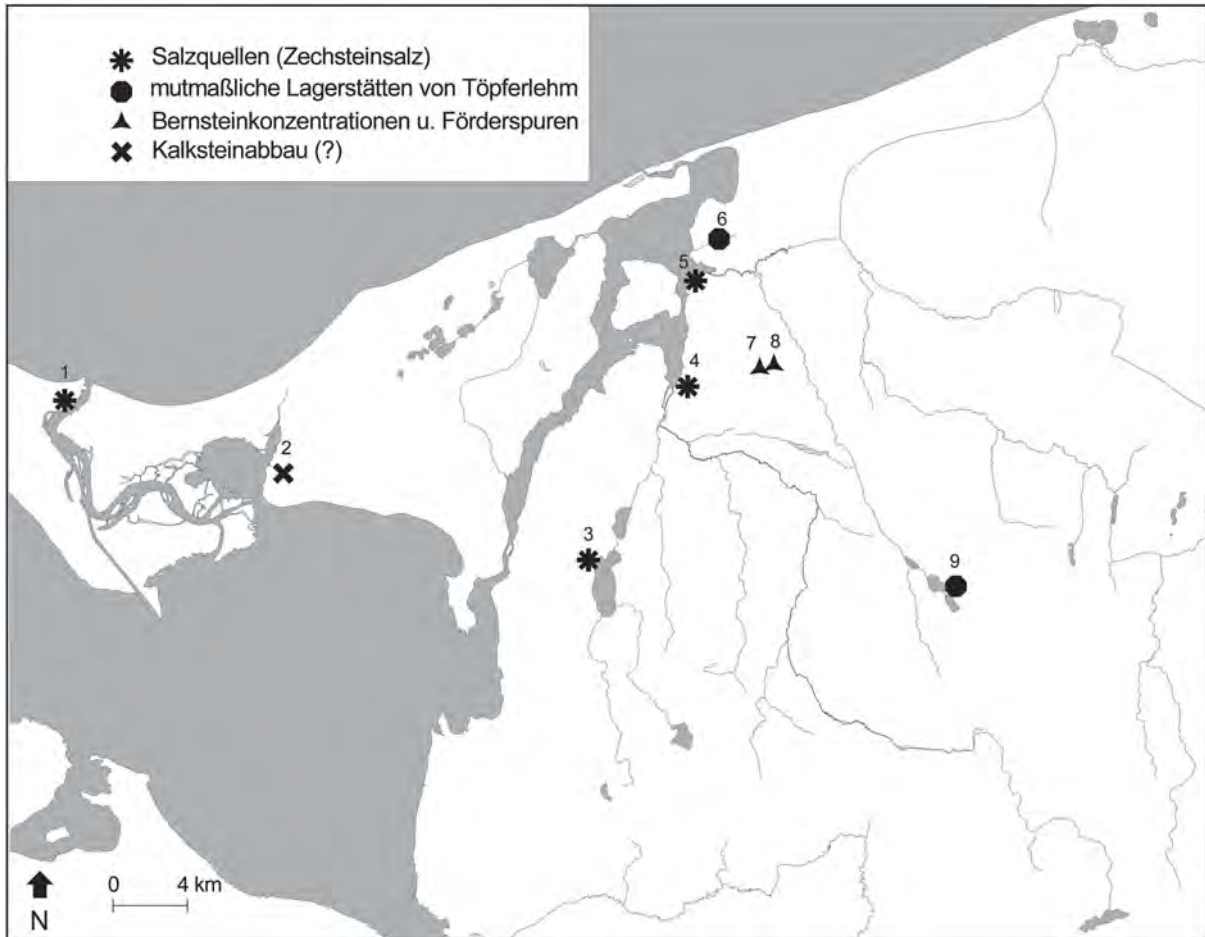 Salzquellen (Zechsteinsalz)
mutmaßliche Lagerstätten von Töpferlehm
Bernsteinkonzentrationen u. Förderspuren
Kalksteinabbau (?)
6
5
7 8
4
1
2
3
9
0 4 km
N